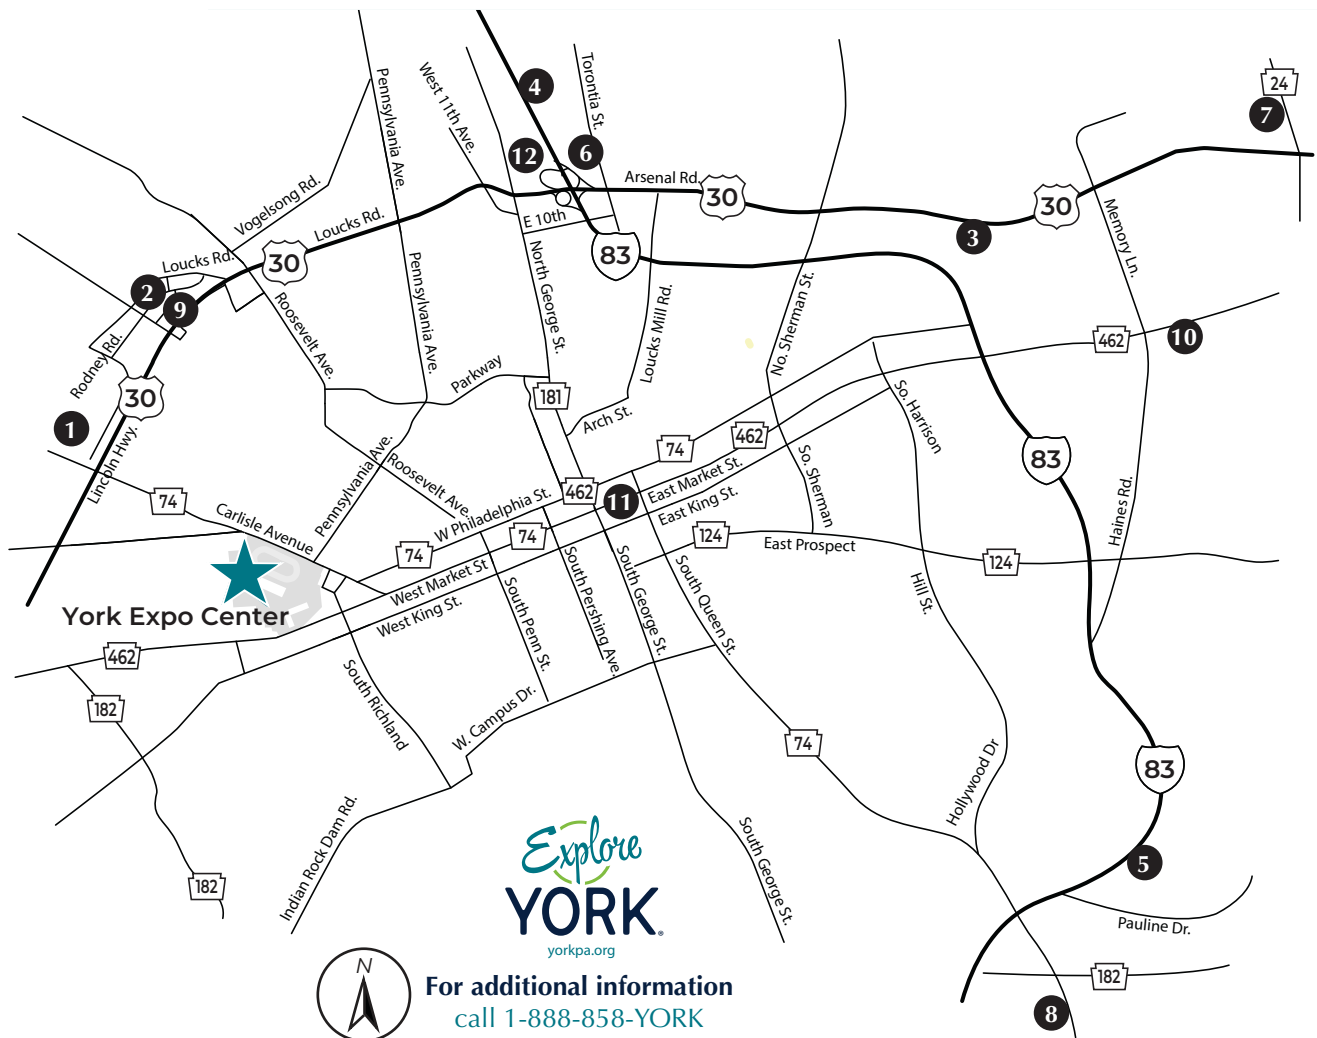 4
24
7
Torontia St.
West 11th Ave.
Pennsylvania Ave.
12
6
Arsenal Rd.
30
30
Vogelsong Rd.
Loucks Rd.
E 10th
3
Memory Ln.
83
Loucks Rd.
30
2
9
Pennsylvania Ave.
North George St.
Loucks Mill Rd.
No. Sherman St.
Roosevelt Ave.
462
10
Rodney Rd.
Parkway
30
181
Arch St.
So. Harrison
1
Lincoln Hwy.
74
462
83
Pennsylvania Ave.
Roosevelt Ave.
So. Sherman
East Market St.
East King St.
74
462
11
W Philadelphia St.
Haines Rd.
Carlisle Avenue
74
74
124
East Prospect
124
West Market St
West King St.
South Penn St.
South Pershing Ave.
South George St.
South Queen St.
Hill St.
York Expo Center
462
182
South Richland
W. Campus Dr.
74
Hollywood Dr
83
Indian Rock Dam Rd.
South George St.
5
182
Pauline Dr.
182
8
Explore
YORK®
yorkpa.org
N
For additional information
call 1-888-858-YORK